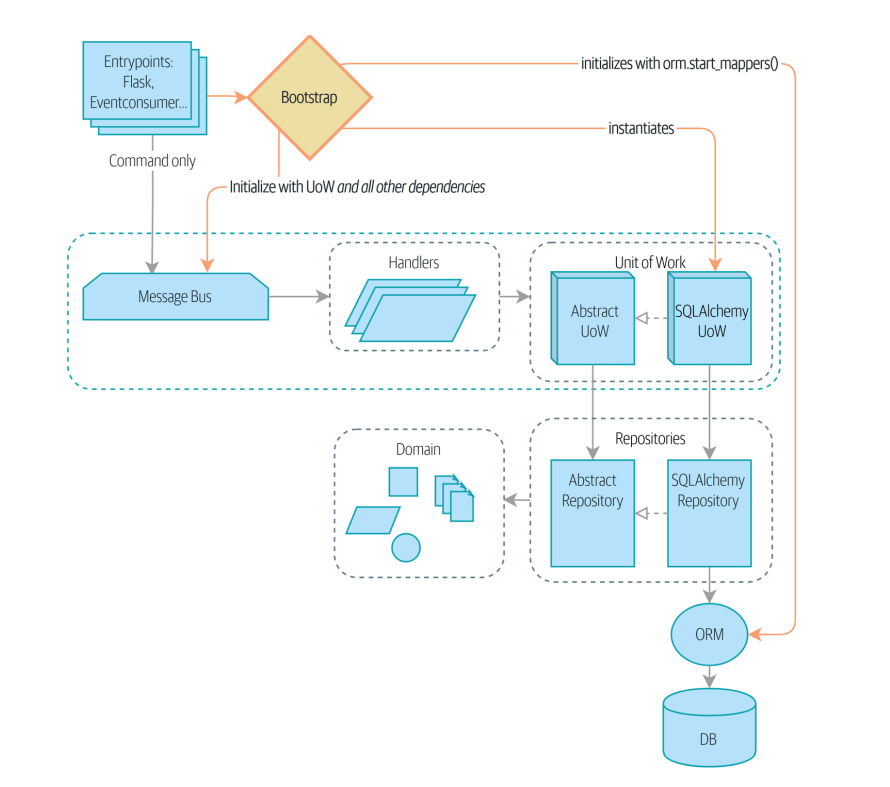 Entrypoints:
Flask,
Eventconsumer...
Bootstrap
initializes with orm.start_mappers()
instantiates
Command only
Initialize with UoW and all other dependencies
Message Bus
Handlers
Unit of Work
Abstract
UoW
SQLAlchemy
UoW
Domain
Repositories
Abstract
Repository
SQLAlchemy
Repository
ORM
DB